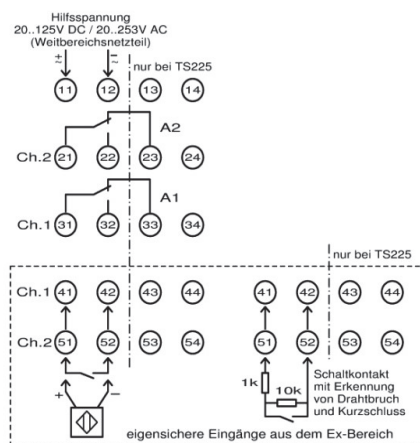 Hilfsspannung
20..125V DC / 20..253V AC
(Weitbereichsnetzteil)
± ~ − ~
nur bei TS225
11 12 13 14
A2
Ch.2 21 22 23 24
A1
Ch.1 31 32 33 34
nur bei TS225
Ch.1 41 42 43 44 41 42 43 44
Ch.2 51 52 53 54 51 52 53 54
1k 10k
Schaltkontakt
mit Erkennung
von Drahtbruch
und Kurzschluss
+ −
eigensichere Eingänge aus dem Ex-Bereich